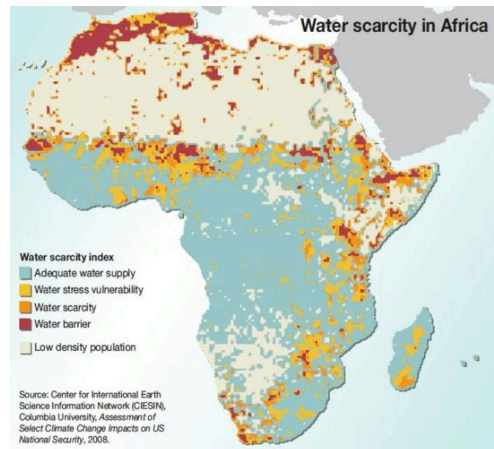 Water scarcity in Africa
Water scarcity index
Adequate water supply
Water stress vulnerability
Water scarcity
Water barrier
Low density population
Source: Center for International Earth
Science Information Network (CIESIN),
Columbia University, Assessment of
Select Climate Change Impacts on US
National Security, 2008.